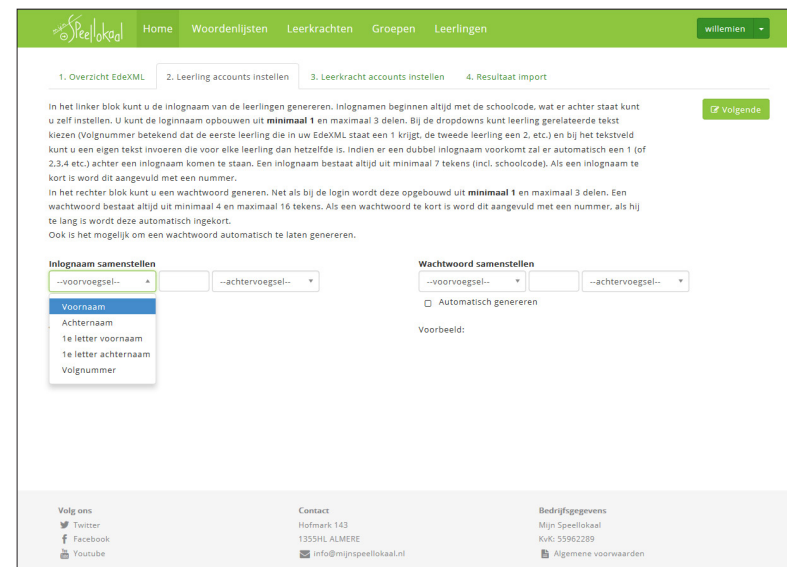 mijn Speellokaal Home Woordenlijsten Leerkrachten Groepen Leerlingen willemien
1. Overzicht EdeXML 2. Leerling accounts instellen 3. Leerkracht accounts instellen 4. Resultaat import
In het linker blok kunt u de inlognaam van de leerlingen genereren. Inlognamen beginnen altijd met de schoolcode, wat er achter staat kunt
u zelf instellen. U kunt de loginnaam opbouwen uit minimaal 1 en maximaal 3 delen. Bij de dropdowns kunt leerling gerelateerde tekst
kiezen (Volgnummer betekend dat de eerste leerling die in uw EdeXML staat een 1 krijgt, de tweede leerling een 2, etc.) en bij het tekstveld
kunt u een eigen tekst invoeren die voor elke leerling dan hetzelfde is. Indien er een dubbel inlognaam voorkomt zal er automatisch een 1 (of
2,3,4 etc.) achter een inlognaam komen te staan. Een inlognaam bestaat altijd uit minimaal 7 tekens (incl. schoolcode). Als een inlognaam te
kort is word dit aangevuld met een nummer.
In het rechter blok kunt u een wachtwoord generen. Net als bij de login wordt deze opgebouwd uit minimaal 1 en maximaal 3 delen. Een
wachtwoord bestaat altijd uit minimaal 4 en maximaal 16 tekens. Als een wachtwoord te kort is word dit aangevuld met een nummer, als hij
te lang is wordt deze automatisch ingekort.
Ook is het mogelijk om een wachtwoord automatisch te laten genereren.
Volgende
Inlognaam samenstellen
--voorvoegsel-- --achtervoegsel--
Voornaam
Achternaam
1e letter voornaam
1e letter achternaam
Volgnummer
Wachtwoord samenstellen
--voorvoegsel-- --achtervoegsel--
Automatisch genereren
Voorbeeld:
Volg ons
Twitter
Facebook
Youtube
Contact
Hofmark 143
1355HL ALMERE
info@mijnspeellokaal.nl
Bedrijfsgegevens
Mijn Speellokaal
KvK: 55962289
Algemene voorwaarden